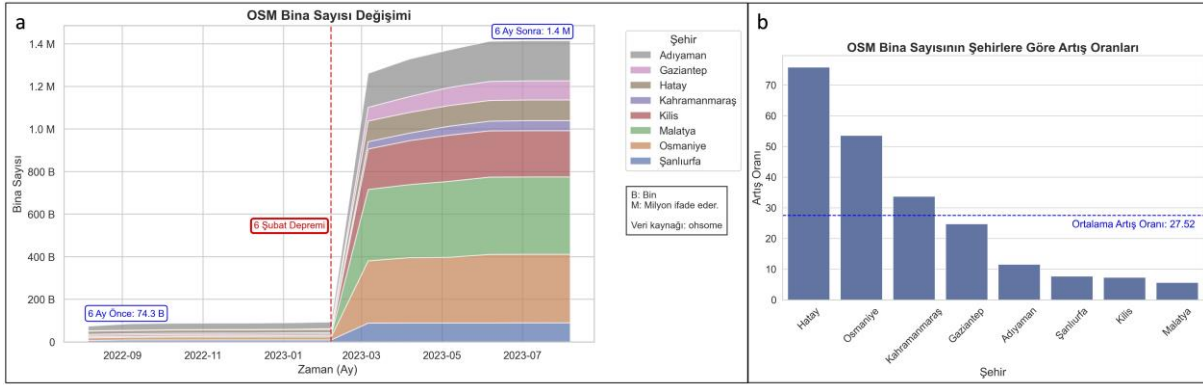 a
OSM Bina Sayısı Değişimi
1.4 M
1.2 M
1.0 M
800 B
600 B
400 B
200 B
0
Bina Sayısı
6 Ay Sonra: 1.4 M
6 Şubat Depremi
6 Ay Önce: 74.3 B
2022-09
2022-11
2023-01
2023-03
2023-05
2023-07
Zaman (Ay)
Şehir
Adıyaman
Gaziantep
Hatay
Kahramanmaraş
Kilis
Malatya
Osmaniye
Şanlıurfa
B: Bin
M: Milyon ifade eder.
Veri kaynağı: ohsome
b
OSM Bina Sayısının Şehirlere Göre Artış Oranları
70
60
50
40
30
20
10
0
Artış Oranı
Ortalama Artış Oranı: 27.52
Hatay
Osmaniye
Kahramanmaraş
Gaziantep
Adıyaman
Şanlıurfa
Kilis
Malatya
Şehir